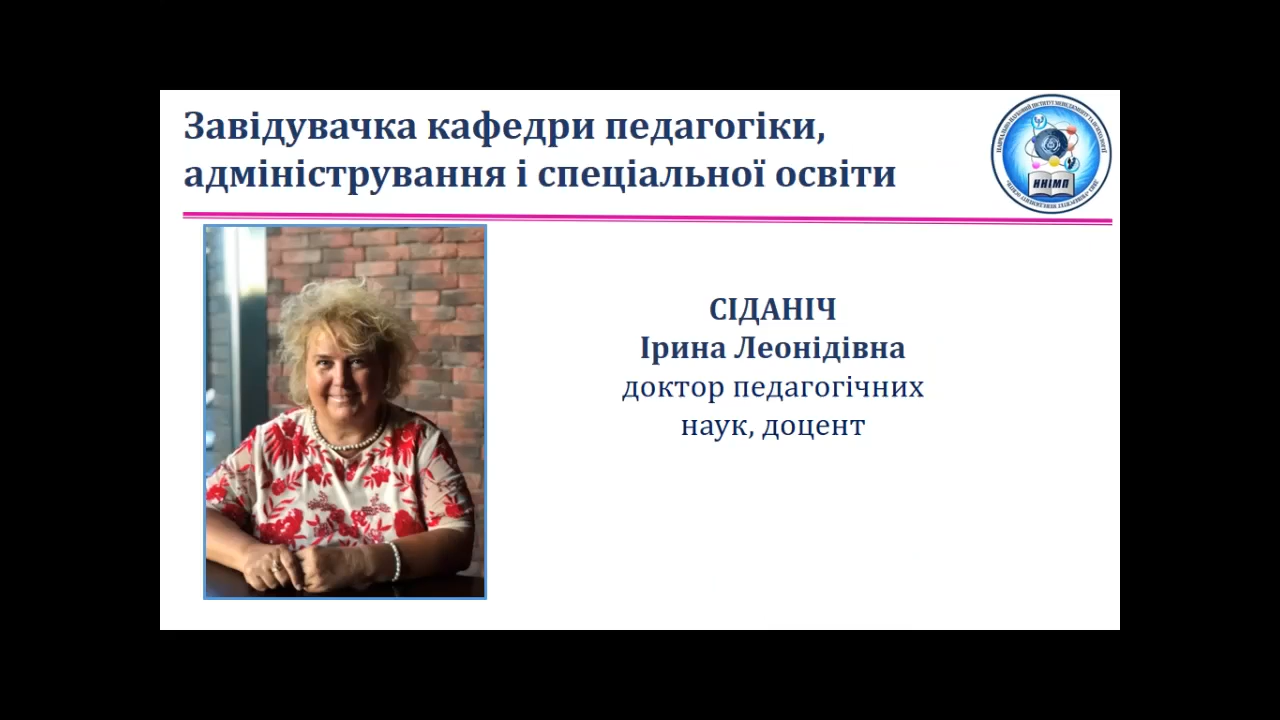 Завідувачка кафедри педагогіки,
адміністрування і спеціальної освіти
ННІМП
СІДАНІЧ
Ірина Леонідівна
доктор педагогічних
наук, доцент